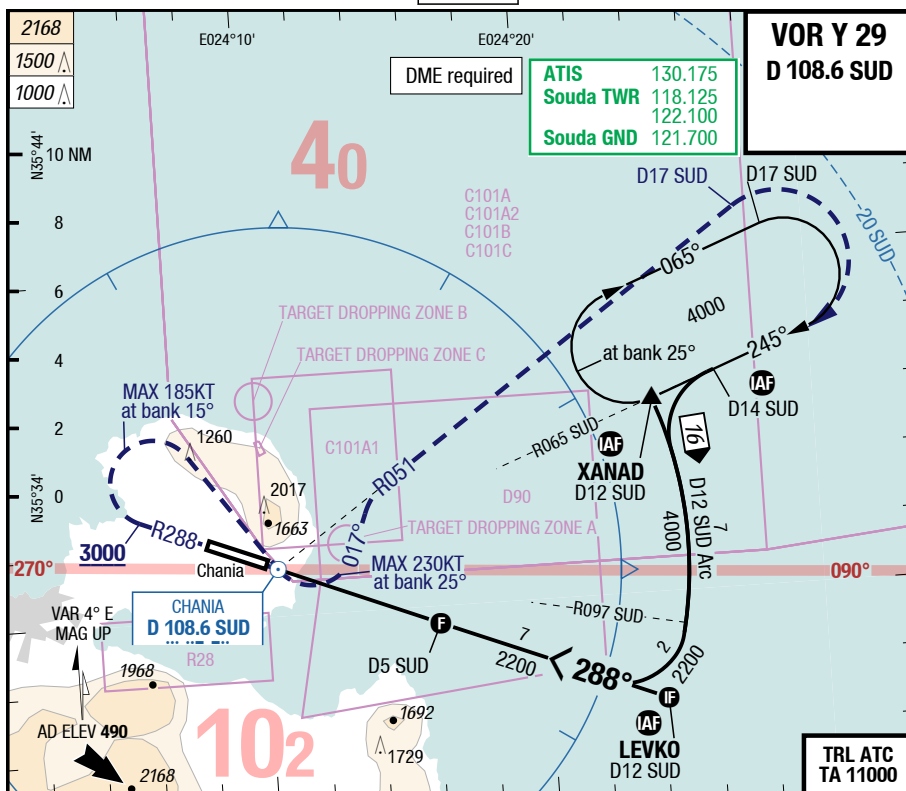 2168
1500
1000
E024°10'
E024°20'
DME required
ATIS 130.175
Souda TWR 118.125
122.100
Souda GND 121.700
VOR Y 29
D 108.6 SUD
N35°44'
10 NM
8
6
4
2
0
N35°34'
40
C101A
C101A2
C101B
C101C
D17 SUD
D17 SUD
20 SUD
065°
4000
245°
at bank 25°
IAF
D14 SUD
TARGET DROPPING ZONE B
TARGET DROPPING ZONE C
MAX 185KT
at bank 15°
1260
C101A1
R051
R065 SUD
IAF
XANAD
D12 SUD
16
D12 SUD Arc
7
4000
2017
1663
D90
TARGET DROPPING ZONE A
R288
3000
017°
Chania
MAX 230KT
at bank 25°
270°
090°
CHANIA
D 108.6 SUD
R28
VAR 4° E
MAG UP
R097 SUD
F
D5 SUD
7
2200
288°
2
2200
IF
IAF
LEVKO
D12 SUD
1968
AD ELEV 490
2168
102
1692
1729
TRL ATC
TA 11000